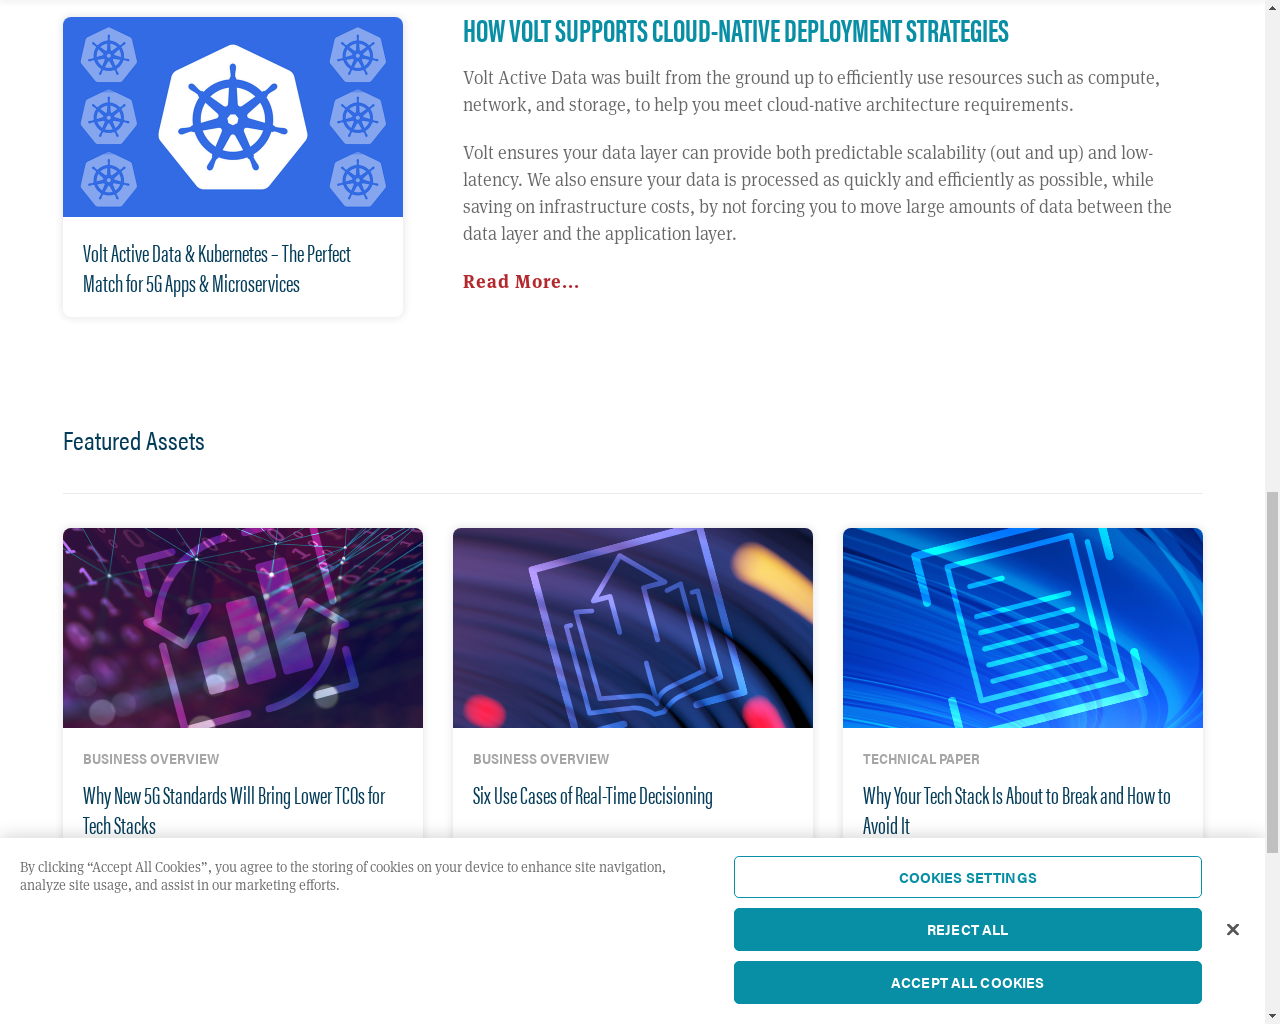 HOW VOLT SUPPORTS CLOUD-NATIVE DEPLOYMENT STRATEGIES
Volt Active Data was built from the ground up to efficiently use resources such as compute,
network, and storage, to help you meet cloud-native architecture requirements.
Volt ensures your data layer can provide both predictable scalability (out and up) and low-
latency. We also ensure your data is processed as quickly and efficiently as possible, while
saving on infrastructure costs, by not forcing you to move large amounts of data between the
data layer and the application layer.
Read More...
Volt Active Data & Kubernetes – The Perfect
Match for 5G Apps & Microservices
Featured Assets
BUSINESS OVERVIEW
Why New 5G Standards Will Bring Lower TCOs for
Tech Stacks
BUSINESS OVERVIEW
Six Use Cases of Real-Time Decisioning
TECHNICAL PAPER
Why Your Tech Stack Is About to Break and How to
Avoid It
By clicking “Accept All Cookies”, you agree to the storing of cookies on your device to enhance site navigation,
analyze site usage, and assist in our marketing efforts.
COOKIES SETTINGS
REJECT ALL
ACCEPT ALL COOKIES